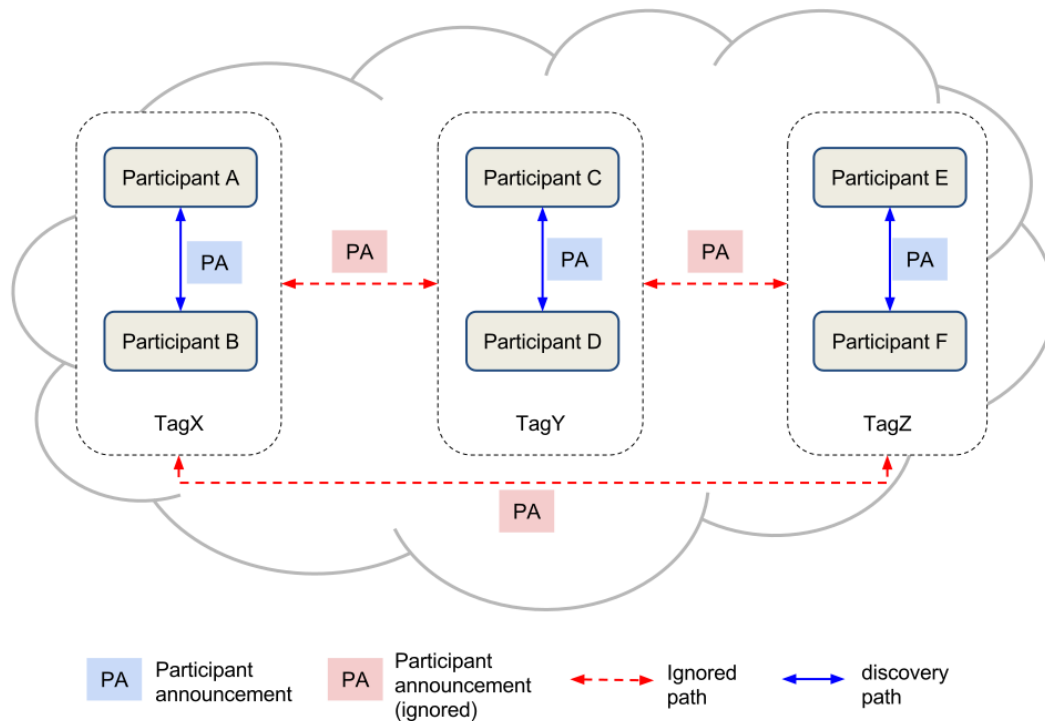 Participant A
Participant C
Participant E
PA
PA
PA
PA
PA
Participant B
Participant D
Participant F
TagX
TagY
TagZ
PA
PA
Participant
announcement
PA
Participant
announcement
(ignored)
Ignored
path
discovery
path